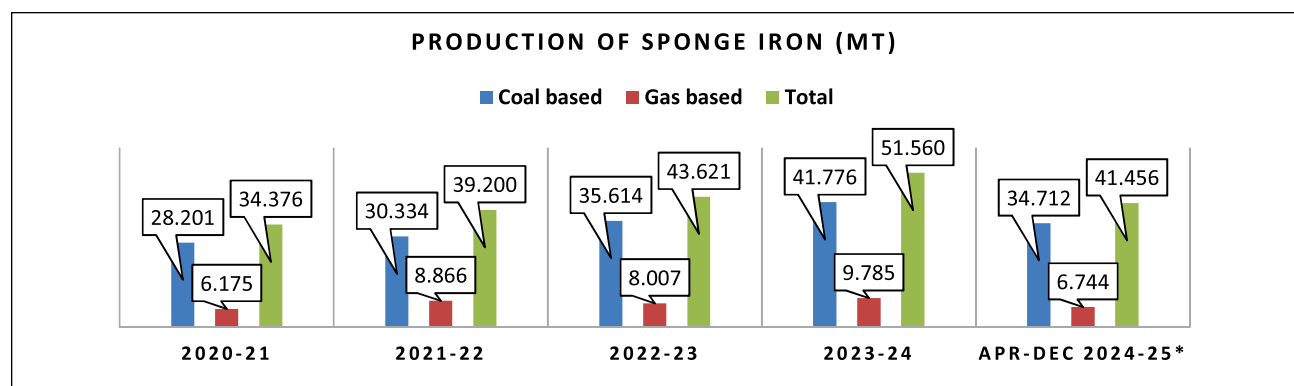 PRODUCTION OF SPONGE IRON (MT)
Coal based Gas based Total
28.201 6.175 34.376
30.334 8.866 39.200
35.614 8.007 43.621
41.776 9.785 51.560
34.712 6.744 41.456
2020-21 2021-22 2022-23 2023-24 APR-DEC 2024-25*